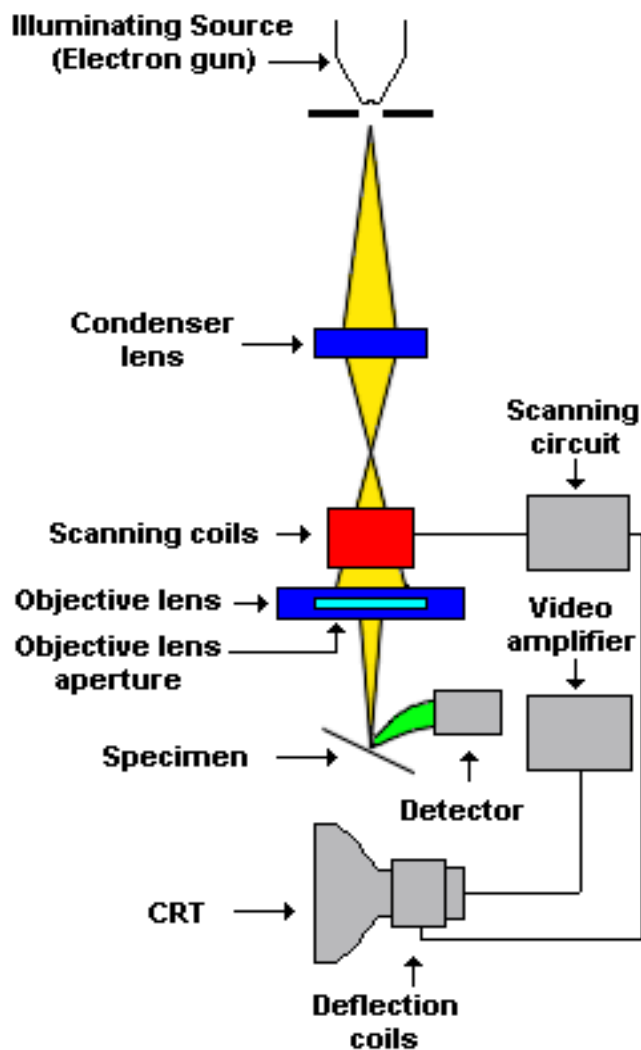 Illuminating Source
(Electron gun)
Condenser
lens
Scanning
circuit
Scanning coils
Objective lens
Objective lens
aperture
Video
amplifier
Specimen
Detector
CRT
Deflection
coils